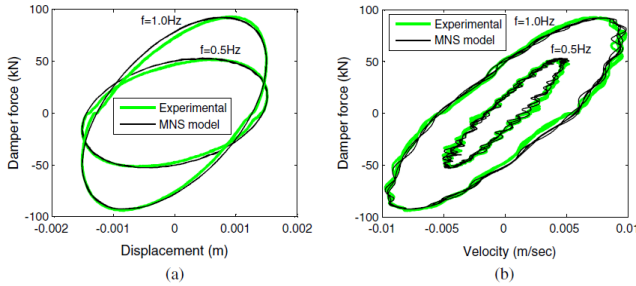 100
50
0
-50
-100
-0.002
-0.001
0
0.001
0.002
Damper force (kN)
Displacement (m)
f=1.0Hz
f=0.5Hz
Experimental
MNS model
(a)
100
50
0
-50
-100
-0.01
-0.005
0
0.005
0.01
Damper force (kN)
Velocity (m/sec)
Experimental
MNS model
f=1.0Hz
f=0.5Hz
(b)